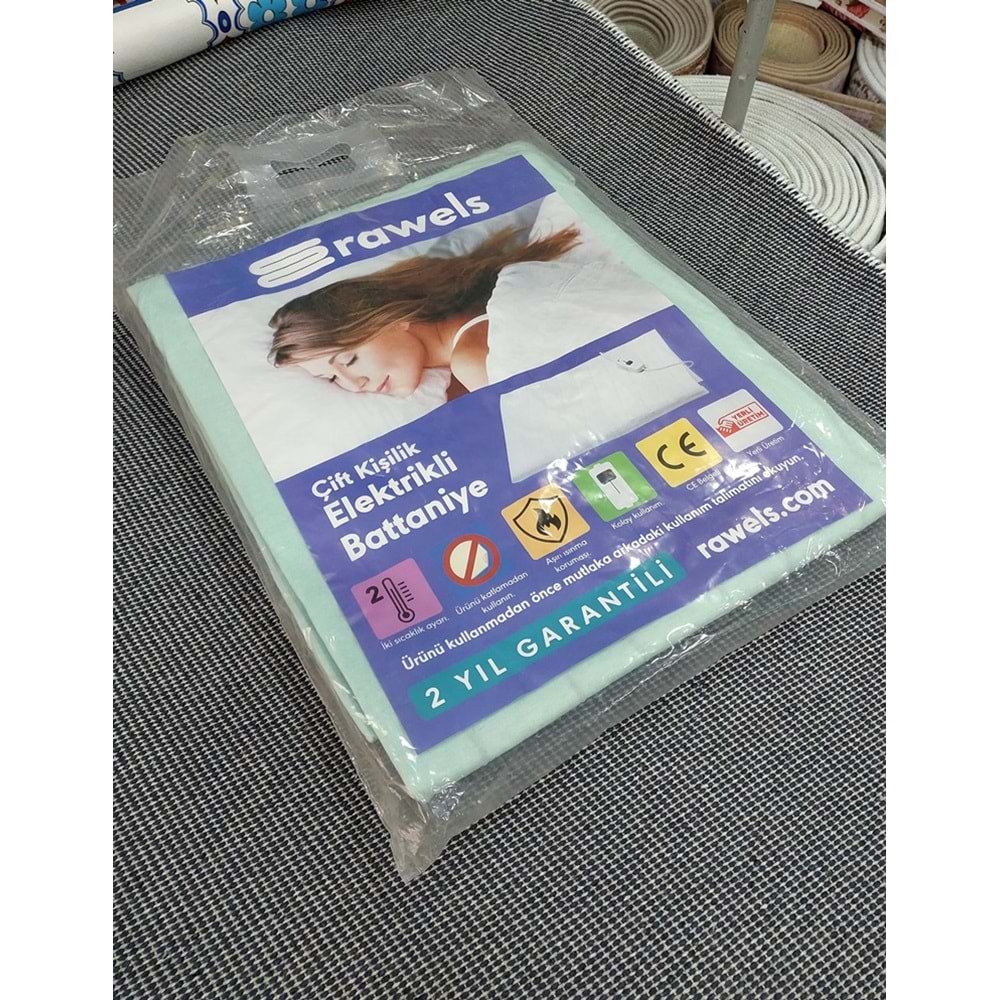 rawels
Çift Kişilik
Elektrikli
Battaniye
2
İki sıcaklık ayarı.
Ürünü katlamadan
kullanın.
Aşırı ısınma
koruması.
Kolay kullanım.
CE
CE Belgeli
YERLİ
ÜRETİM
Yerli Üretim
Ürünü kullanmadan önce mutlaka arkadaki kullanım talimatını okuyun.
2 YIL GARANTİLİ
rawels.com